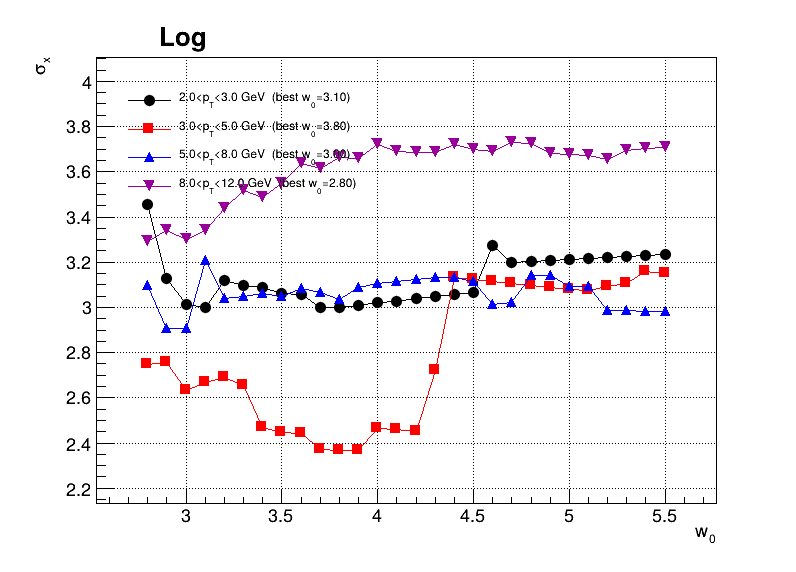 Log
σx
4
3.8
3.6
3.4
3.2
3
2.8
2.6
2.4
2.2
2.0<pT<3.0 GeV (best w0=3.10)
3.0<pT<5.0 GeV (best w0=3.80)
5.0<pT<8.0 GeV (best
8.0<pT<12.0 GeV (best w0=2.80)
3 3.5 4 4.5 5 5.5
w0